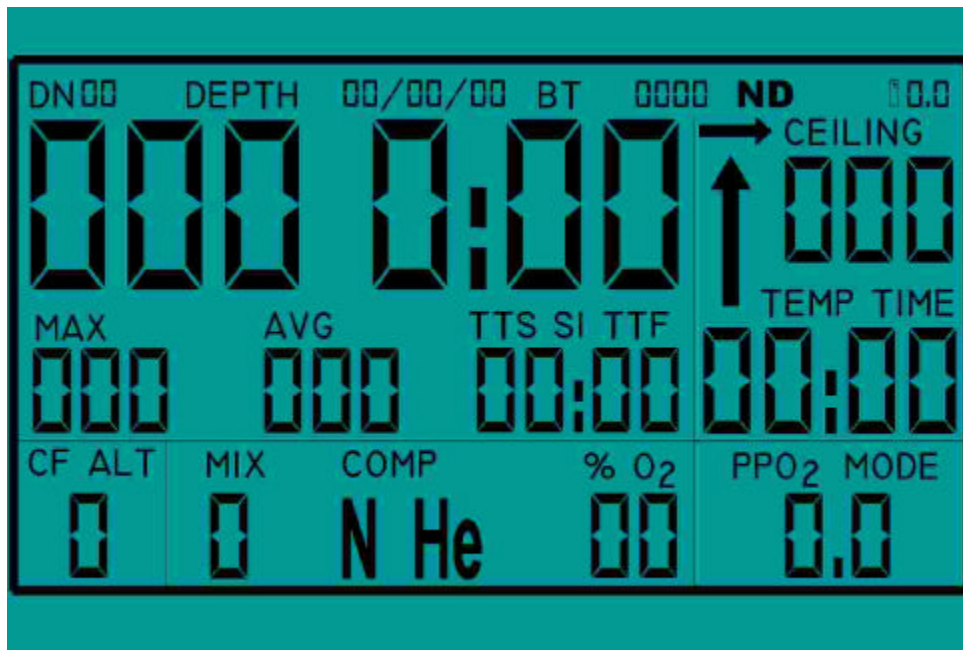 DN00 DEPTH 00/00/00 BT 0000 ND 10.0
CEILING
000 0:00 000
MAX AVG TTS SI TTF TEMP TIME
000 000 00:00 00:00
CF ALT MIX COMP % O2 PPO2 MODE
0 0 N He 00 0.0